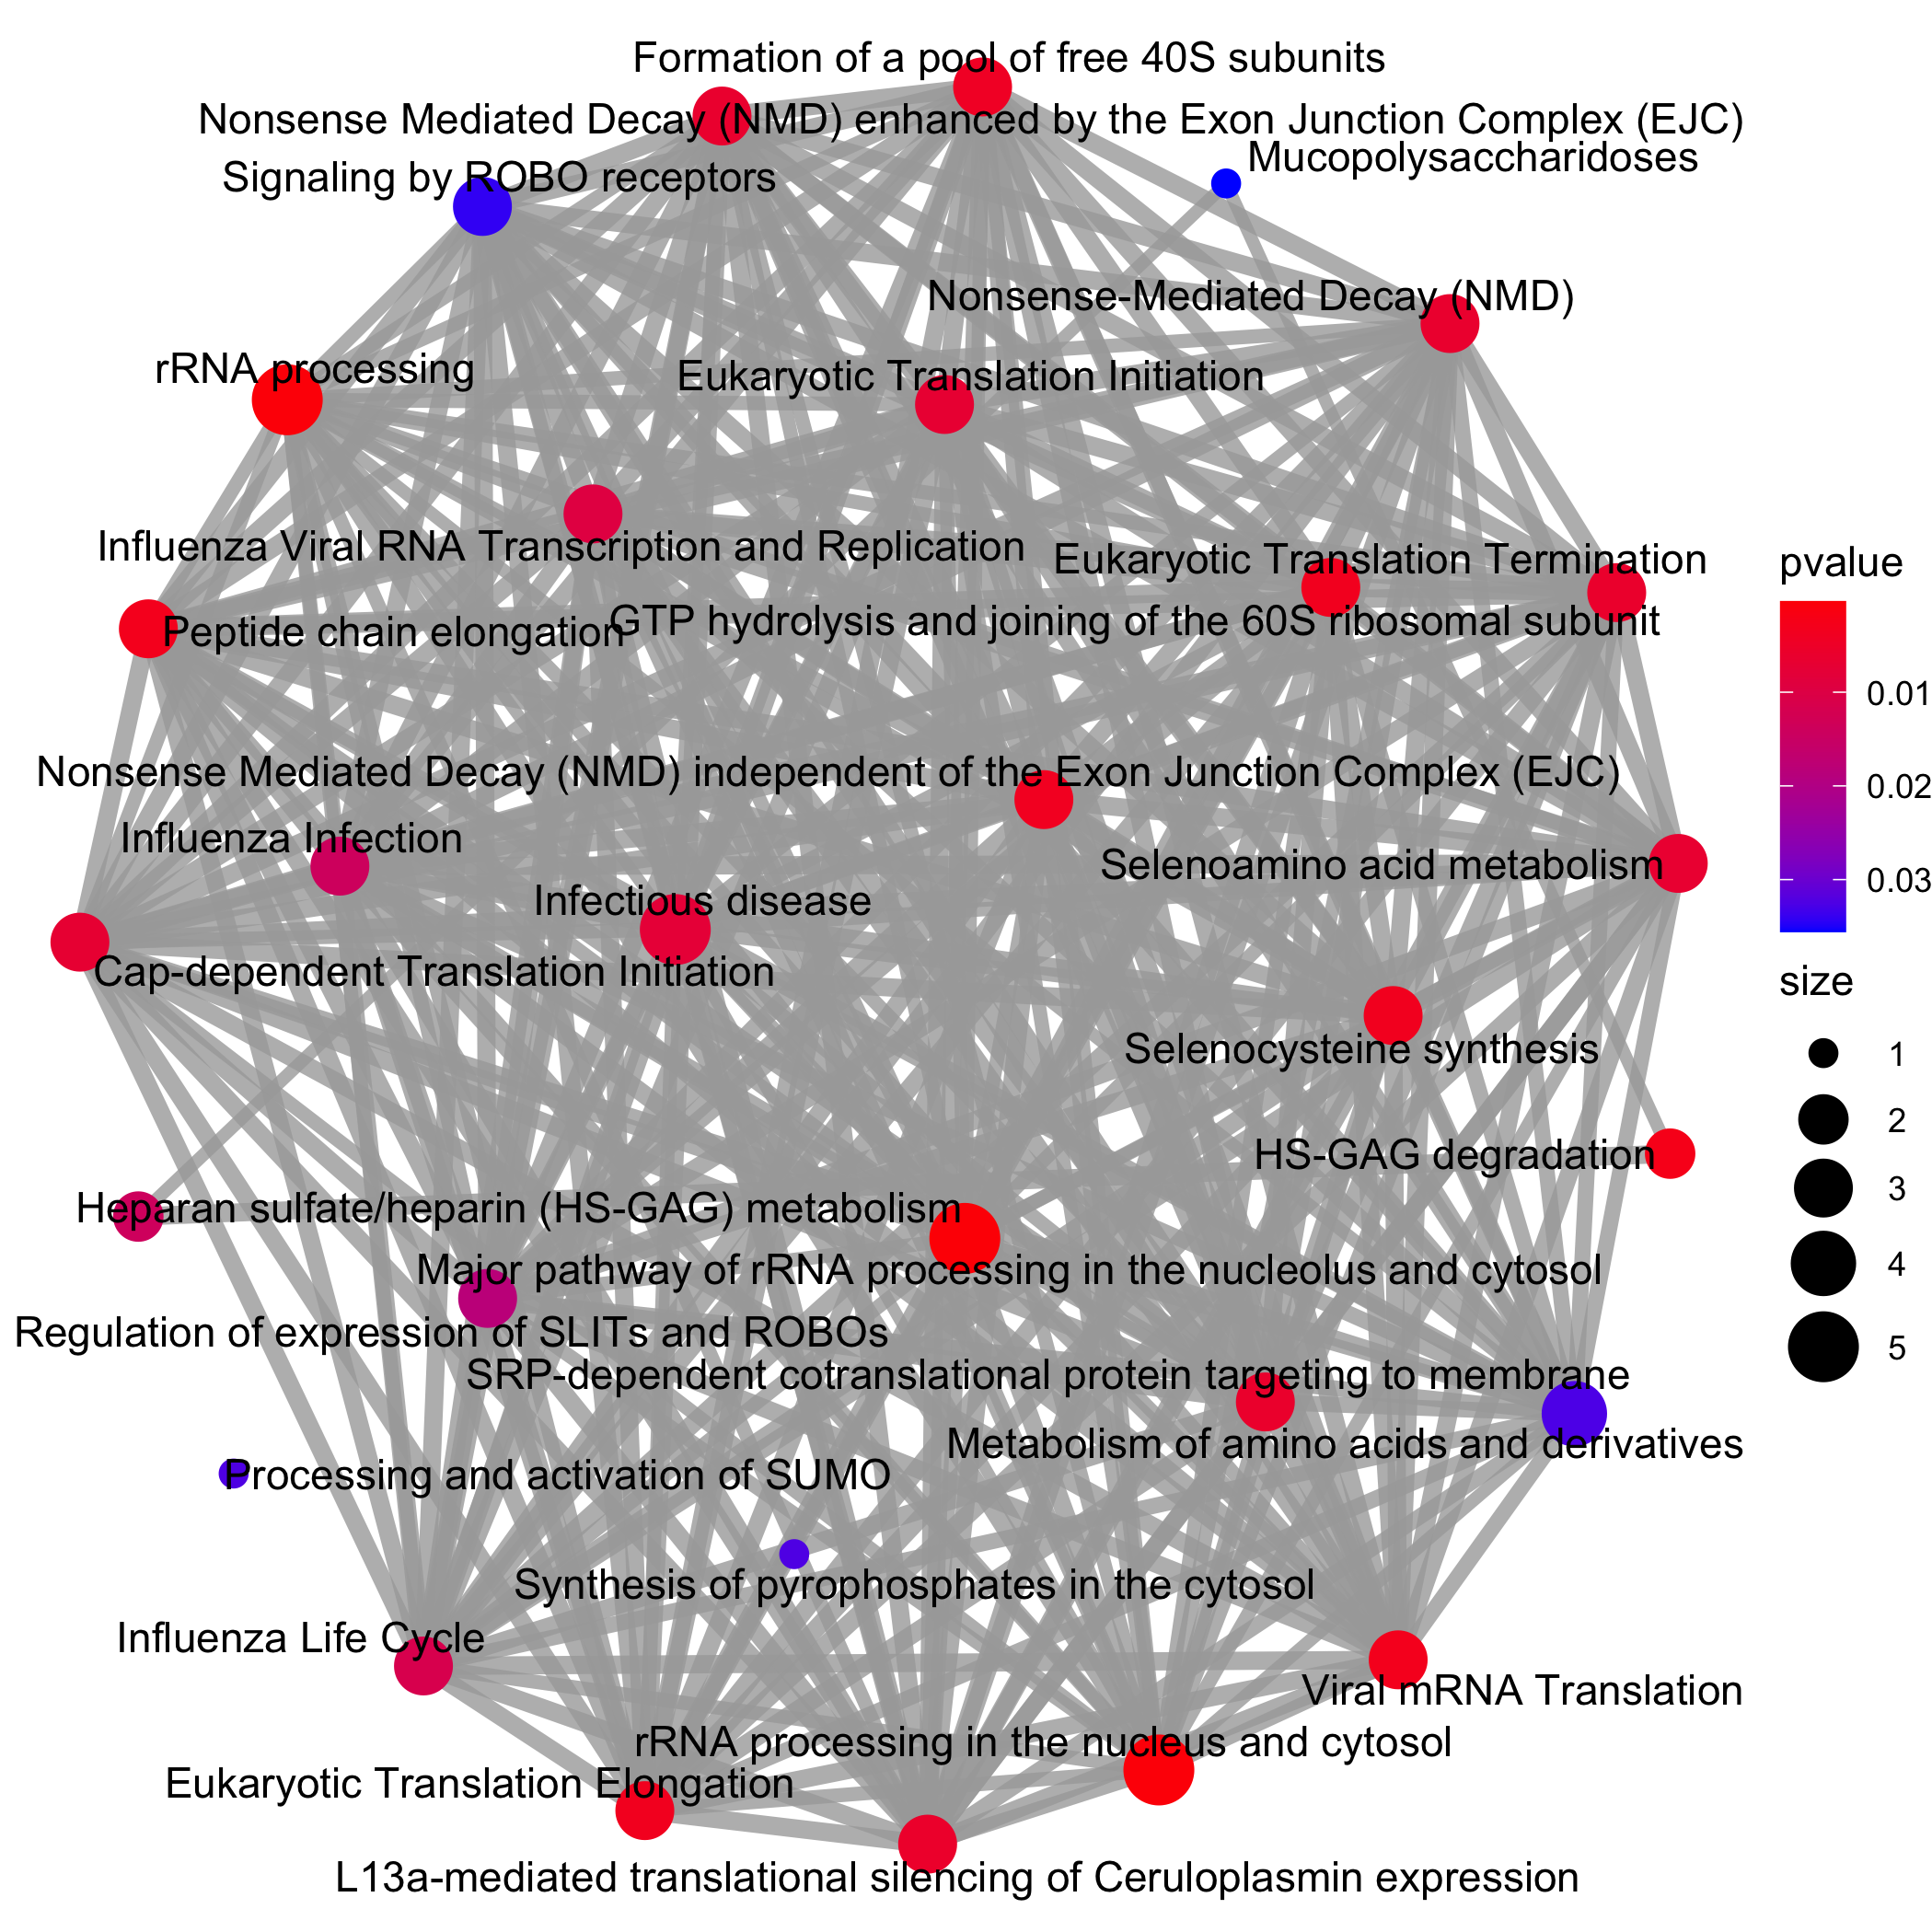 Formation of a pool of free 40S subunits
Nonsense Mediated Decay (NMD) enhanced by the Exon Junction Complex (EJC)
Mucopolysaccharidoses
Signaling by ROBO receptors
Nonsense-Mediated Decay (NMD)
rRNA processing
Eukaryotic Translation Initiation
Influenza Viral RNA Transcription and Replication
Eukaryotic Translation Termination
Peptide chain elongation
GTP hydrolysis and joining of the 60S ribosomal subunit
Nonsense Mediated Decay (NMD) independent of the Exon Junction Complex (EJC)
Influenza Infection
Selenoamino acid metabolism
Infectious disease
Cap-dependent Translation Initiation
Selenocysteine synthesis
HS-GAG degradation
Heparan sulfate/heparin (HS-GAG) metabolism
Major pathway of rRNA processing in the nucleolus and cytosol
Regulation of expression of SLITs and ROBOs
SRP-dependent cotranslational protein targeting to membrane
Metabolism of amino acids and derivatives
Processing and activation of SUMO
Synthesis of pyrophosphates in the cytosol
Influenza Life Cycle
Viral mRNA Translation
rRNA processing in the nucleus and cytosol
Eukaryotic Translation Elongation
L13a-mediated translational silencing of Ceruloplasmin expression
pvalue
0.01
0.02
0.03
size
1
2
3
4
5